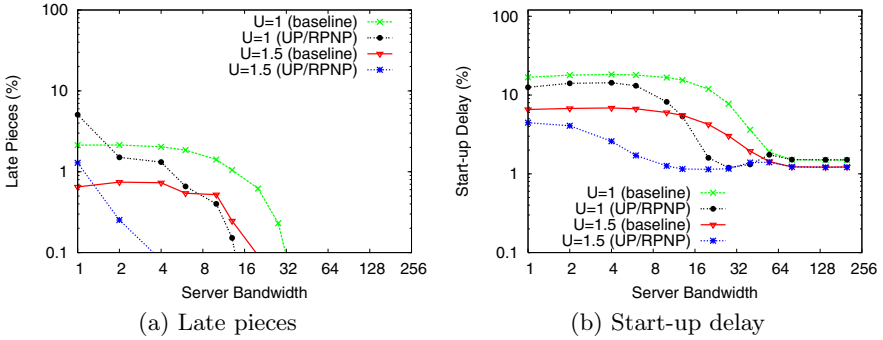 100
10
1
0.1
Late Pieces (%)
U=1 (baseline)
U=1 (UP/RPNP)
U=1.5 (baseline)
U=1.5 (UP/RPNP)
1 2 4 8 16 32 64 128 256
Server Bandwidth
(a) Late pieces
100
10
1
0.1
Start-up Delay (%)
U=1 (baseline)
U=1 (UP/RPNP)
U=1.5 (baseline)
U=1.5 (UP/RPNP)
1 2 4 8 16 32 64 128 256
Server Bandwidth
(b) Start-up delay